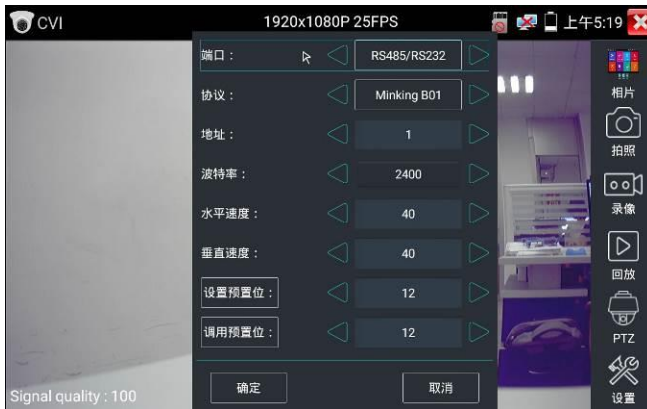 CVI
1920x1080P 25FPS
上午5:19
端口：
RS485/RS232
协议：
Minking B01
地址：
1
波特率：
2400
水平速度：
40
垂直速度：
40
设置预置位：
12
调用预置位：
12
确定
取消
Signal quality : 100
相片
拍照
录像
回放
PTZ
设置